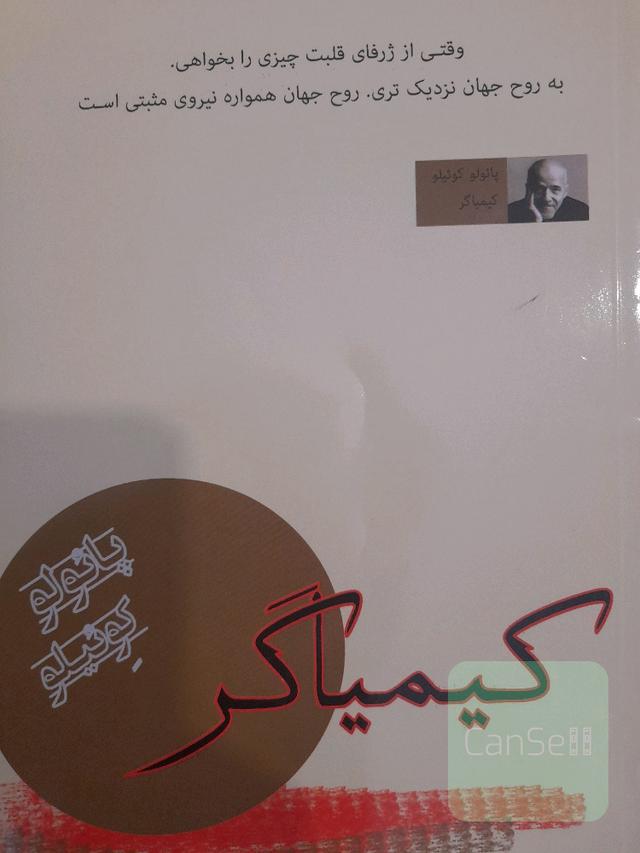 وقتی از ژرفای قلبت چیزی را بخواهی.
به روح جهان نزدیک تری. روح جهان همواره نیروی مثبتی است
پائولو کوئیلو
کیمیاگر
پائولو
کوئیلو
کیمیاگر
CanSell